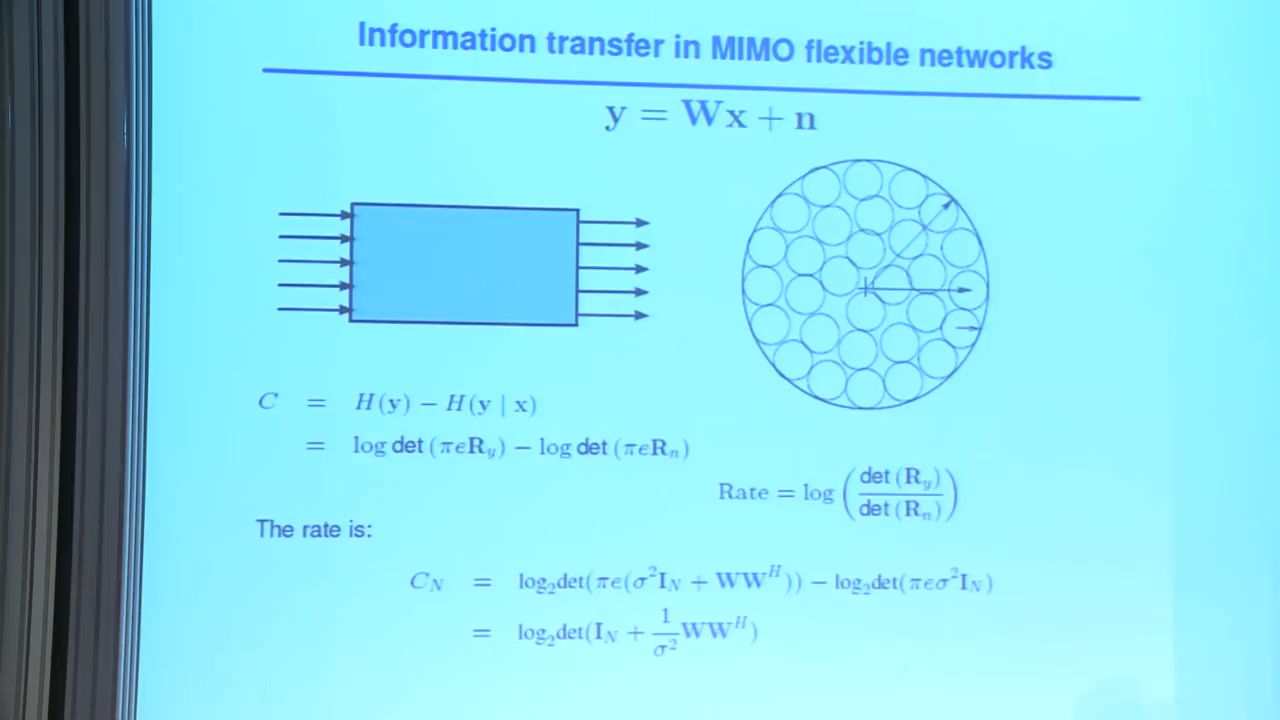 Information transfer in MIMO flexible networks
y = Wx + n
C = H(y) − H(y | x)
= log det (πeR_y) − log det (πeR_n)
Rate = log ( det (R_y) / det (R_n) )
The rate is:
C_N = log₂det(πe(σ²I_N + WW^H)) − log₂det(πeσ²I_N)
= log₂det(I_N + 1/σ² WW^H)